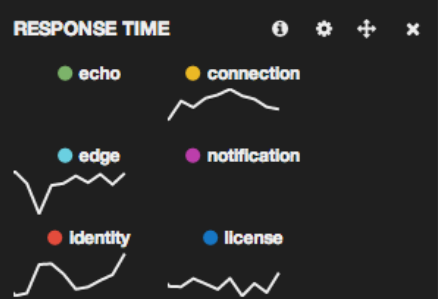 RESPONSE TIME
echo connection
edge notification
identity license